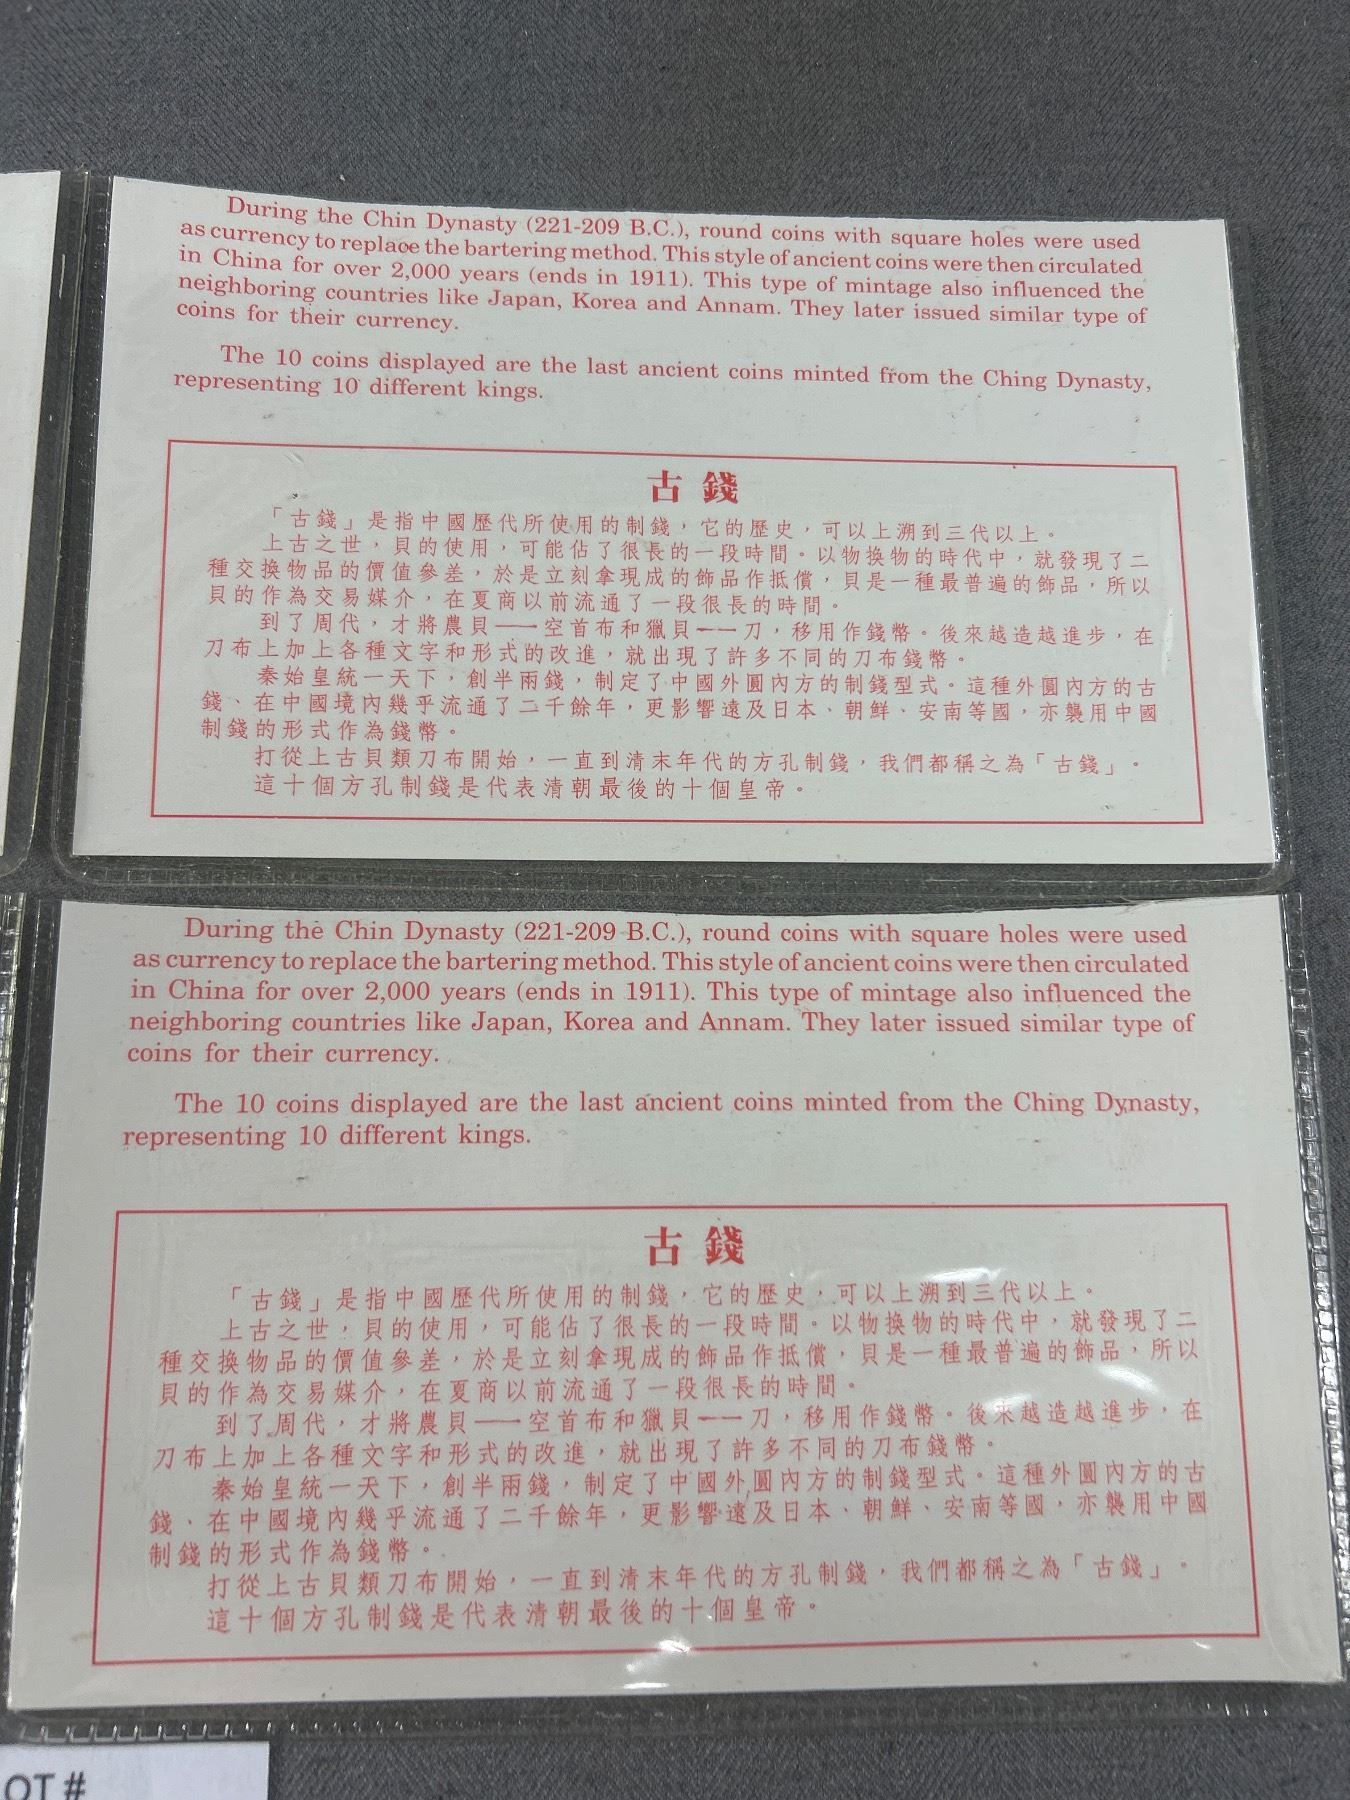 During the Chin Dynasty (221-209 B.C.), round coins with square holes were used
as currency to replace the bartering method. This style of ancient coins were then circulated
in China for over 2,000 years (ends in 1911). This type of mintage also influenced the
neighboring countries like Japan, Korea and Annam. They later issued similar type of
coins for their currency.
The 10 coins displayed are the last ancient coins minted from the Ching Dynasty,
representing 10 different kings.
古錢
「古錢」是指中國歷代所使用的制錢，它的歷史，可以上溯到三代以上。
上古之世，貝的使用，可能佔了很長的一段時間。以物換物的時代中，就發現了二
種交換物品的價值參差，於是立刻拿現成的飾品作抵償，貝是一種最普遍的飾品，所以
貝的作為交易媒介，在夏商以前流通了一段很長的時間。
到了周代，才將農貝——空首布和獵貝——刀，移用作錢幣。後來越造越進步，在
刀布上加上各種文字和形式的改進，就出現了許多不同的刀布錢幣。
秦始皇統一天下，創半兩錢，制定了中國外圓內方的制錢型式。這種外圓內方的古
錢、在中國境內幾乎流通了二千餘年，更影響遠及日本、朝鮮、安南等國，亦襲用中國
制錢的形式作為錢幣。
打從上古貝類刀布開始，一直到清末年代的方孔制錢，我們都稱之為「古錢」。
這十個方孔制錢是代表清朝最後的十個皇帝。
During the Chin Dynasty (221-209 B.C.), round coins with square holes were used
as currency to replace the bartering method. This style of ancient coins were then circulated
in China for over 2,000 years (ends in 1911). This type of mintage also influenced the
neighboring countries like Japan, Korea and Annam. They later issued similar type of
coins for their currency.
The 10 coins displayed are the last ancient coins minted from the Ching Dynasty,
representing 10 different kings.
古錢
「古錢」是指中國歷代所使用的制錢，它的歷史，可以上溯到三代以上。
上古之世，貝的使用，可能佔了很長的一段時間。以物換物的時代中，就發現了二
種交換物品的價值參差，於是立刻拿現成的飾品作抵償，貝是一種最普遍的飾品，所以
貝的作為交易媒介，在夏商以前流通了一段很長的時間。
到了周代，才將農貝——空首布和獵貝——刀，移用作錢幣。後來越造越進步，在
刀布上加上各種文字和形式的改進，就出現了許多不同的刀布錢幣。
秦始皇統一天下，創半兩錢，制定了中國外圓內方的制錢型式。這種外圓內方的古
錢、在中國境內幾乎流通了二千餘年，更影響遠及日本、朝鮮、安南等國，亦襲用中國
制錢的形式作為錢幣。
打從上古貝類刀布開始，一直到清末年代的方孔制錢，我們都稱之為「古錢」。
這十個方孔制錢是代表清朝最後的十個皇帝。
OT #